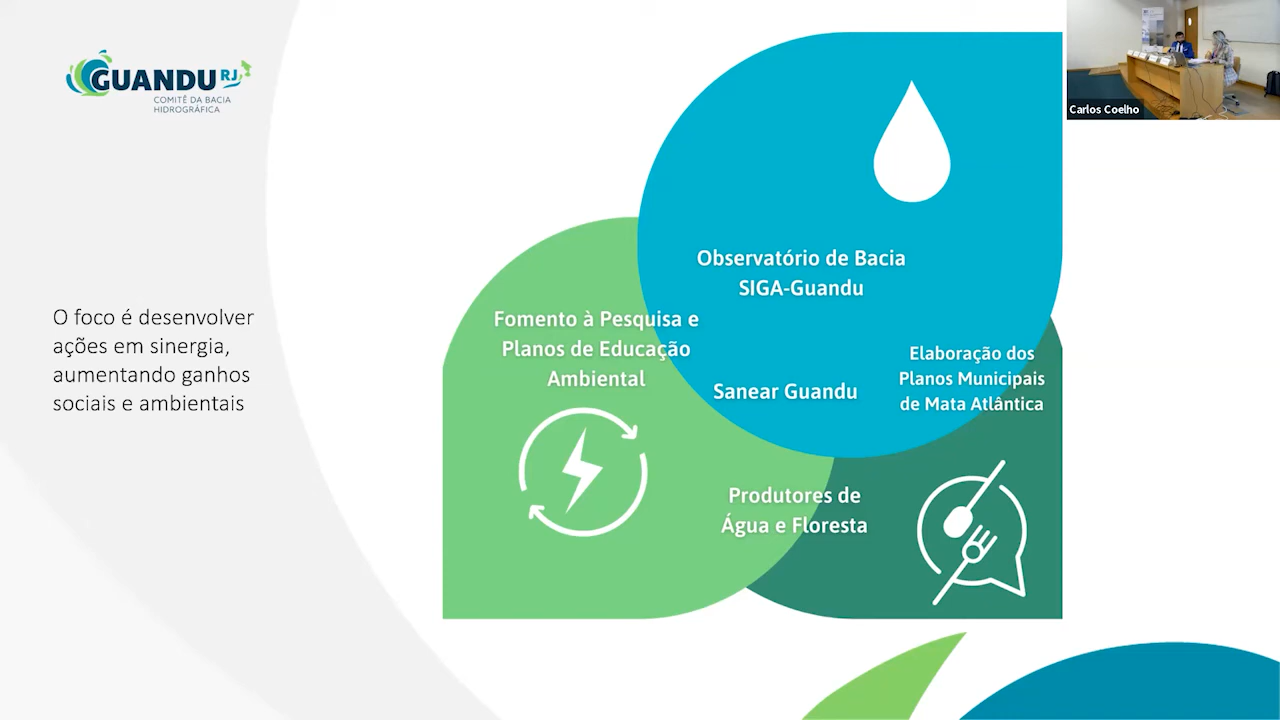 GUANDU RJ
COMITÊ DA BACIA
HIDROGRÁFICA
Carlos Coelho
O foco é desenvolver
ações em sinergia,
aumentando ganhos
sociais e ambientais
Observatório de Bacia
SIGA-Guandu
Fomento à Pesquisa e
Planos de Educação
Ambiental
Sanear Guandu
Elaboração dos
Planos Municipais
de Mata Atlântica
Produtores de
Água e Floresta